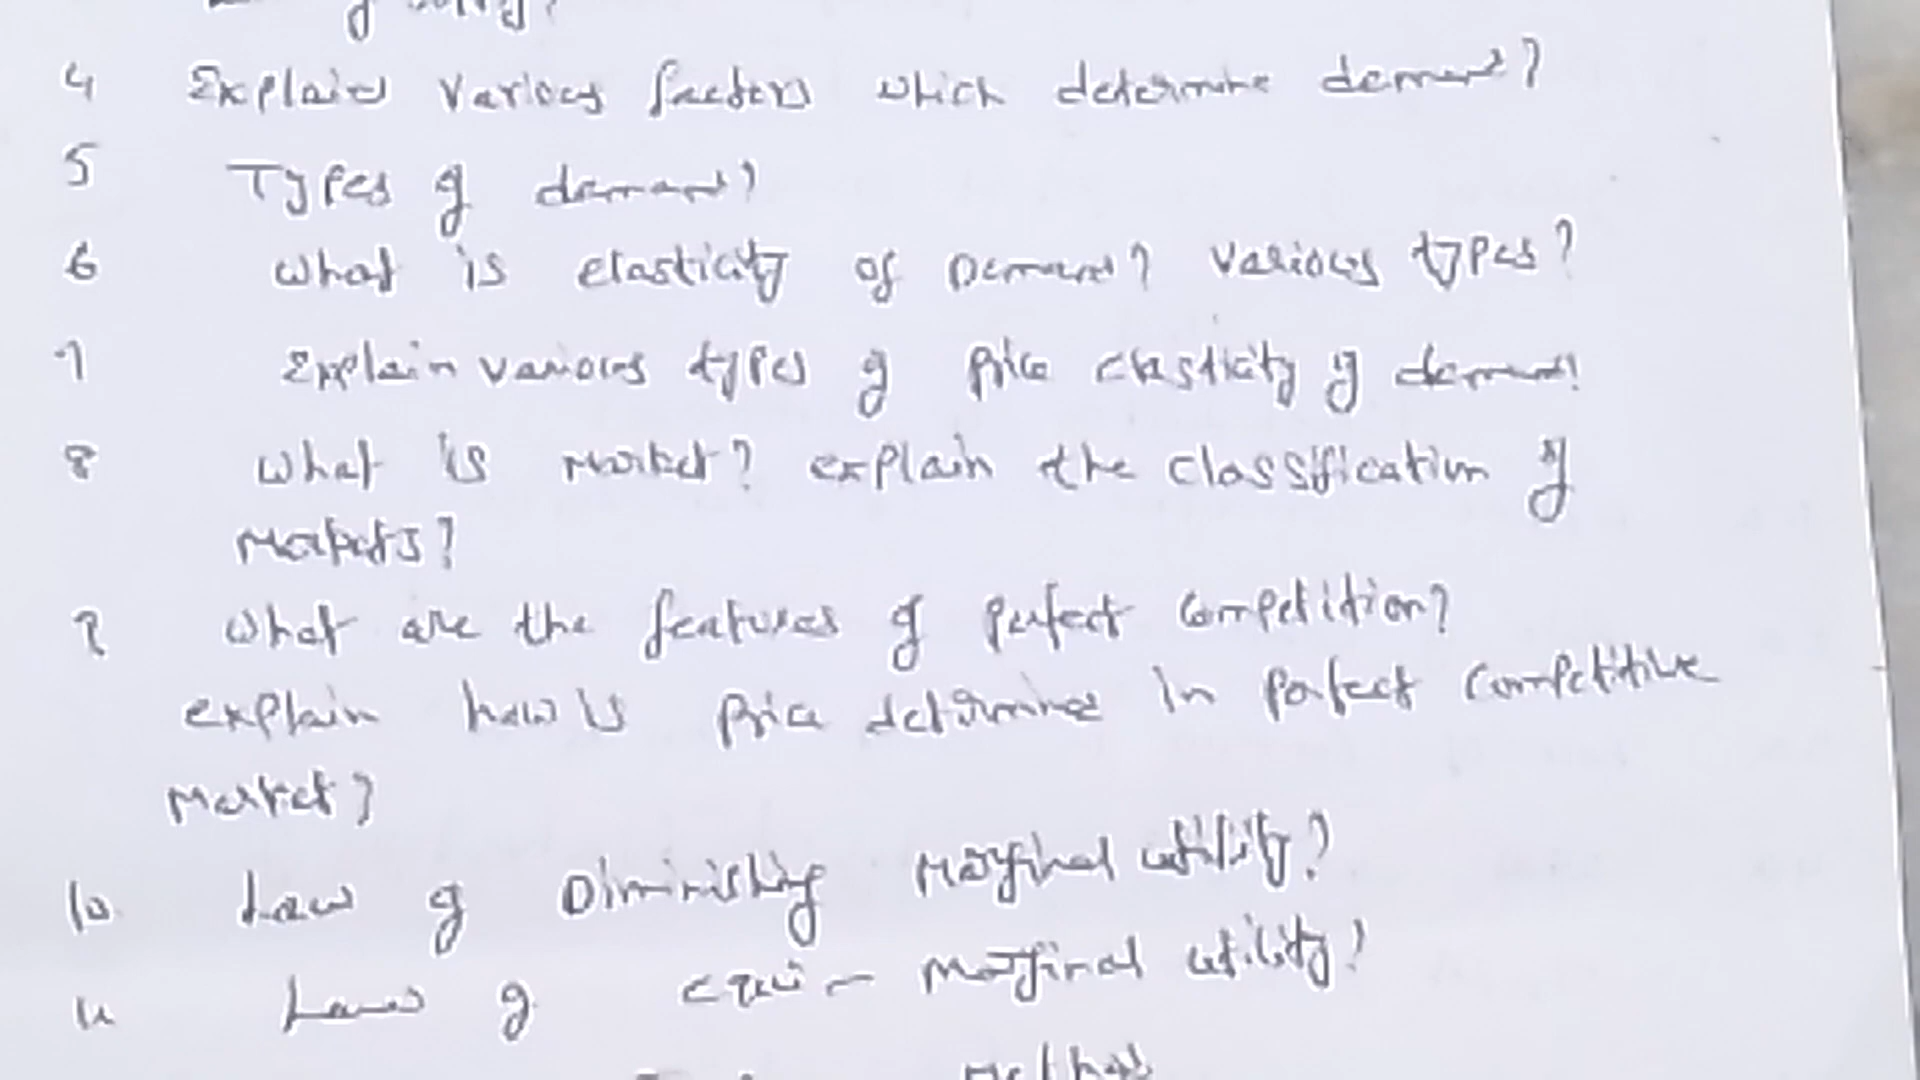 4 Explain various factors which determine demand?
5 Types of demand?
6 What is elasticity of Demand? various types?
7 Explain various types of price elasticity of demand!
8 What is Market? explain the classification of
Markets?
9 What are the features of perfect competition?
explain how is price determined in perfect competitive
Market?
10. Law of Diminishing Marginal utility?
11 Law of equi- Marginal utility?